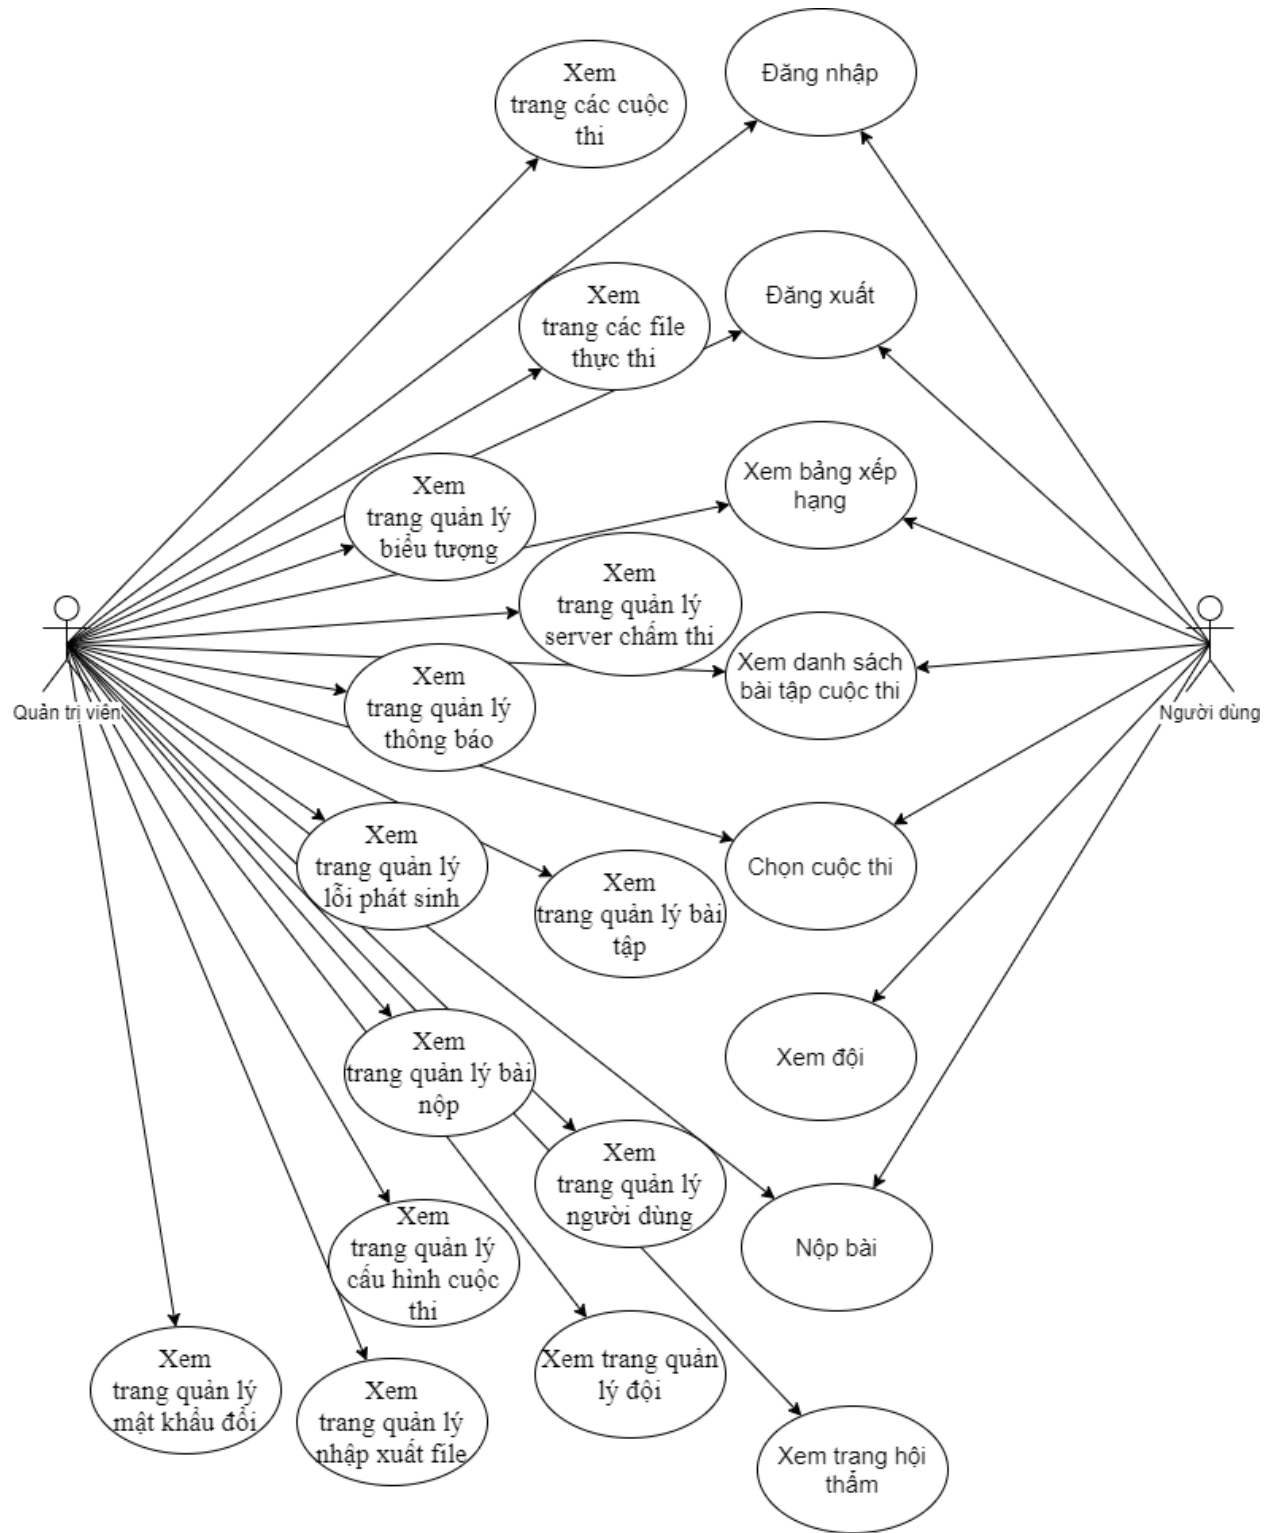 Đăng nhập
Xem
trang các cuộc
thi
Đăng xuất
Xem
trang các file
thực thi
Xem bảng xếp
hạng
Xem
trang quản lý
biểu tượng
Xem
trang quản lý
server chấm thi
Xem danh sách
bài tập cuộc thi
Xem
trang quản lý
thông báo
Quản trị viên
Người dùng
Xem
trang quản lý
lỗi phát sinh
Chọn cuộc thi
Xem
trang quản lý bài
tập
Xem
trang quản lý bài
nộp
Xem đội
Xem
trang quản lý
người dùng
Nộp bài
Xem
trang quản lý
cấu hình cuộc
thi
Xem
trang quản lý
mật khẩu đổi
Xem
trang quản lý
nhập xuất file
Xem trang quản
lý đội
Xem trang hội
thẩm